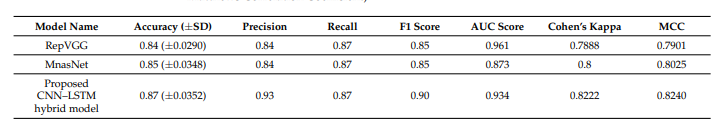 Model Name Accuracy (±SD) Precision Recall F1 Score AUC Score Cohen's Kappa MCC
RepVGG 0.84 (±0.0290) 0.84 0.87 0.85 0.961 0.7888 0.7901
MnasNet 0.85 (±0.0348) 0.84 0.87 0.85 0.873 0.8 0.8025
Proposed
CNN–LSTM 0.87 (±0.0352) 0.93 0.87 0.90 0.934 0.8222 0.8240
hybrid model